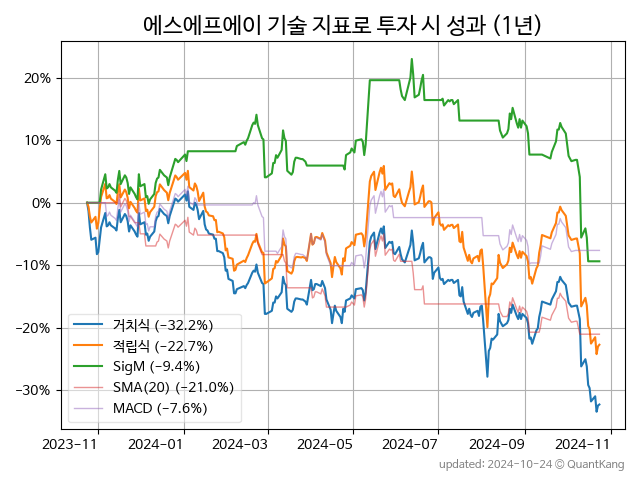 에스에프에이 기술 지표로 투자 시 성과 (1년)
20%
10%
0%
−10%
−20%
−30%
거치식 (−32.2%)
적립식 (−22.7%)
SigM (−9.4%)
SMA(20) (−21.0%)
MACD (−7.6%)
2023-11 2024-01 2024-03 2024-05 2024-07 2024-09 2024-11
updated: 2024-10-24 © QuantKang